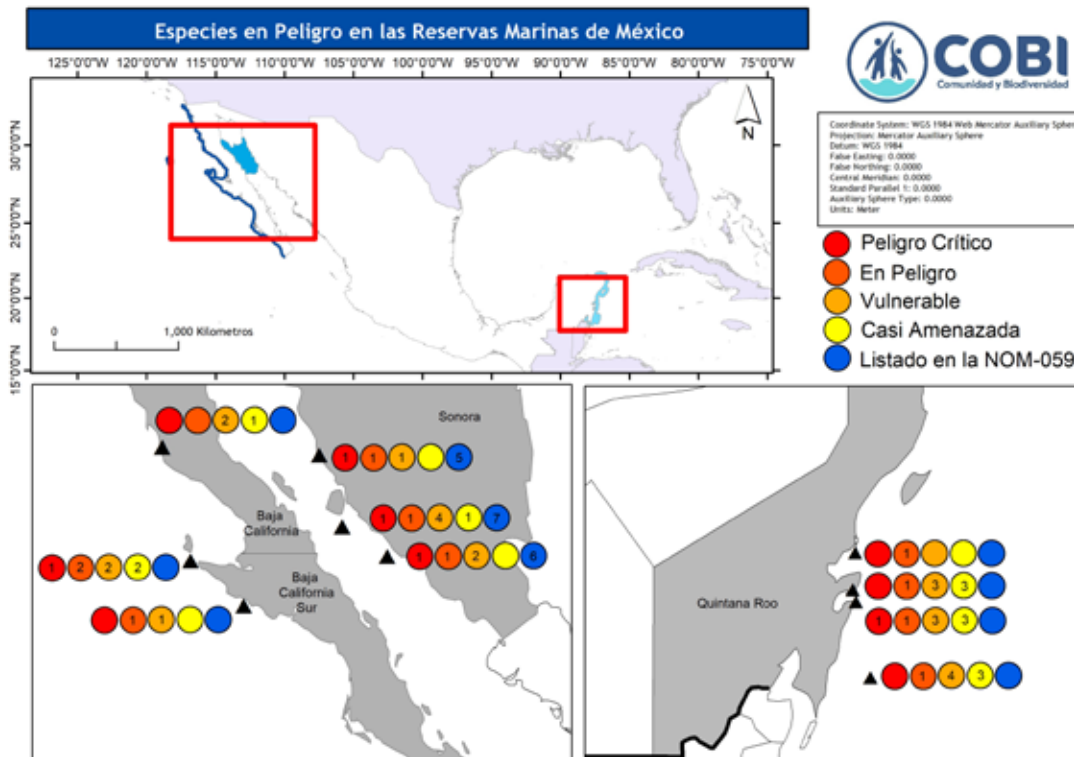 Especies en Peligro en las Reservas Marinas de México
COBI
Comunidad y Biodiversidad
125°0'0"W 120°0'0"W 115°0'0"W 110°0'0"W 105°0'0"W 100°0'0"W 95°0'0"W 90°0'0"W 85°0'0"W 80°0'0"W 75°0'0"W
N
30°0'0"N
25°0'0"N
20°0'0"N
15°0'0"N
0 1,000 Kilometros
Coordinate System: WGS 1984 Web Mercator Auxiliary Spher
Projection: Mercator Auxiliary Sphere
Datum: WGS 1984
False Easting: 0.0000
False Northing: 0.0000
Central Meridian: 0.0000
Standard Parallel 1: 0.0000
Auxiliary Sphere Type: 0.0000
Units: Meter
Peligro Crítico
En Peligro
Vulnerable
Casi Amenazada
Listado en la NOM-059
2 1
Sonora
1 1 1 5
1 1 4 1 7
Baja
California
1 1 2 6
1 2 2 2
Baja
California
Sur
1 1
Quintana Roo
1
1 3 3
1 1 3 3
1 4 3